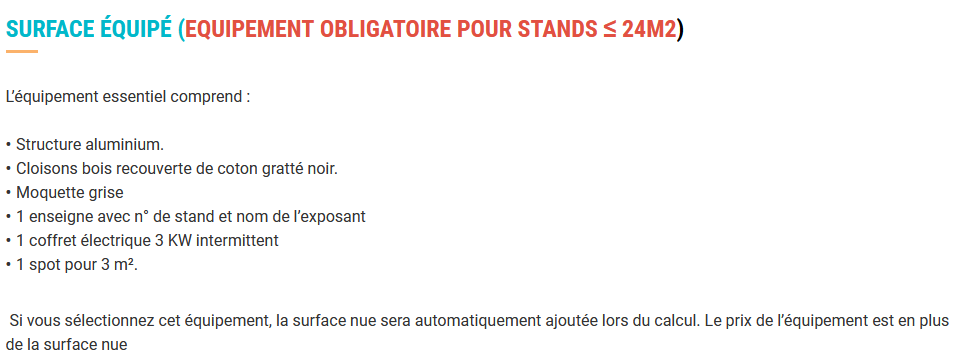 SURFACE ÉQUIPÉ (EQUIPEMENT OBLIGATOIRE POUR STANDS ≤ 24M2)
L’équipement essentiel comprend :
• Structure aluminium.
• Cloisons bois recouverte de coton gratté noir.
• Moquette grise
• 1 enseigne avec n° de stand et nom de l’exposant
• 1 coffret électrique 3 KW intermittent
• 1 spot pour 3 m².
Si vous sélectionnez cet équipement, la surface nue sera automatiquement ajoutée lors du calcul. Le prix de l’équipement est en plus
de la surface nue